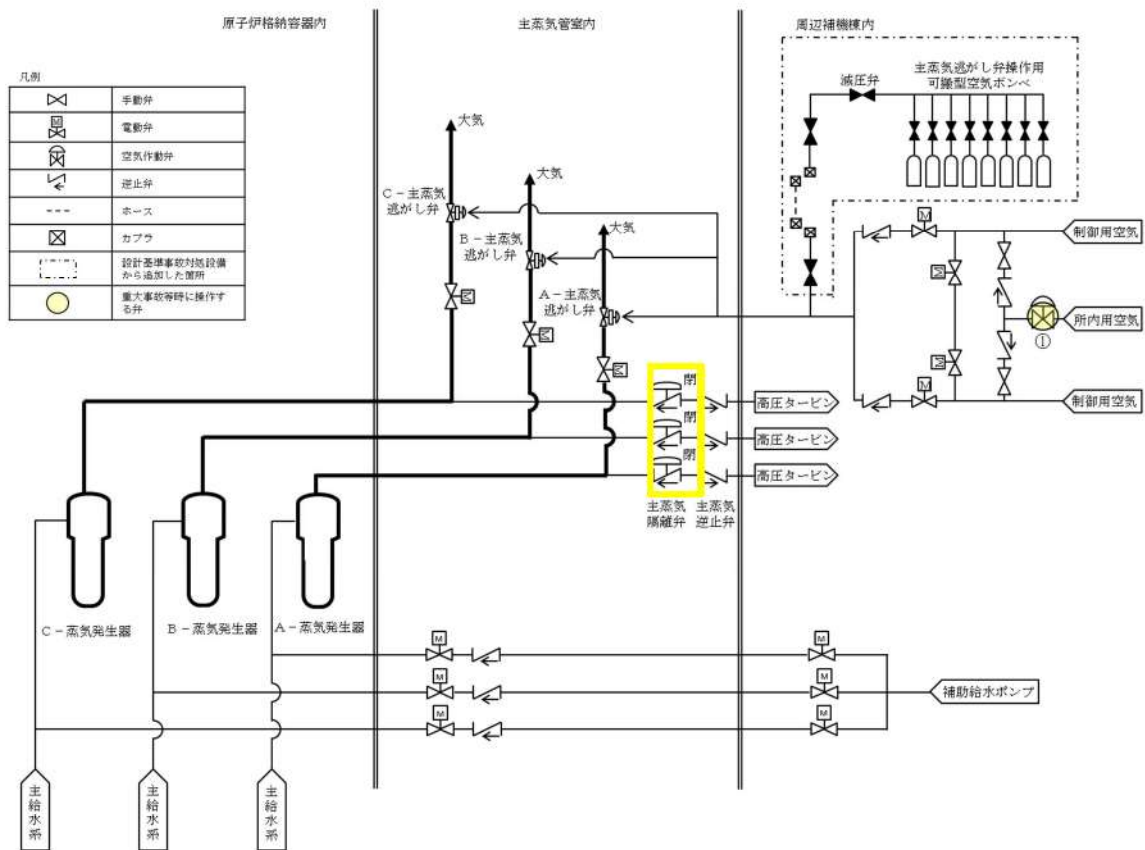 原子炉格納容器内
主蒸気管室内
周辺補機棟内
凡例
手動弁
M
電動弁
空気作動弁
逆止弁
ホース
カプラ
設計基準事故対処設備
から追加した箇所
重大事故等時に操作す
る弁
減圧弁
主蒸気逃がし弁操作用
可搬型空気ボンベ
大気
大気
大気
C-主蒸気
逃がし弁
B-主蒸気
逃がし弁
A-主蒸気
逃がし弁
M
M
M
M
M
M
M
制御用空気
所内用空気
①
制御用空気
閉
閉
閉
高圧タービン
高圧タービン
高圧タービン
主蒸気
隔離弁
主蒸気
逆止弁
C-蒸気発生器
B-蒸気発生器
A-蒸気発生器
M
M
M
M
M
M
補助給水ポンプ
主給水系
主給水系
主給水系